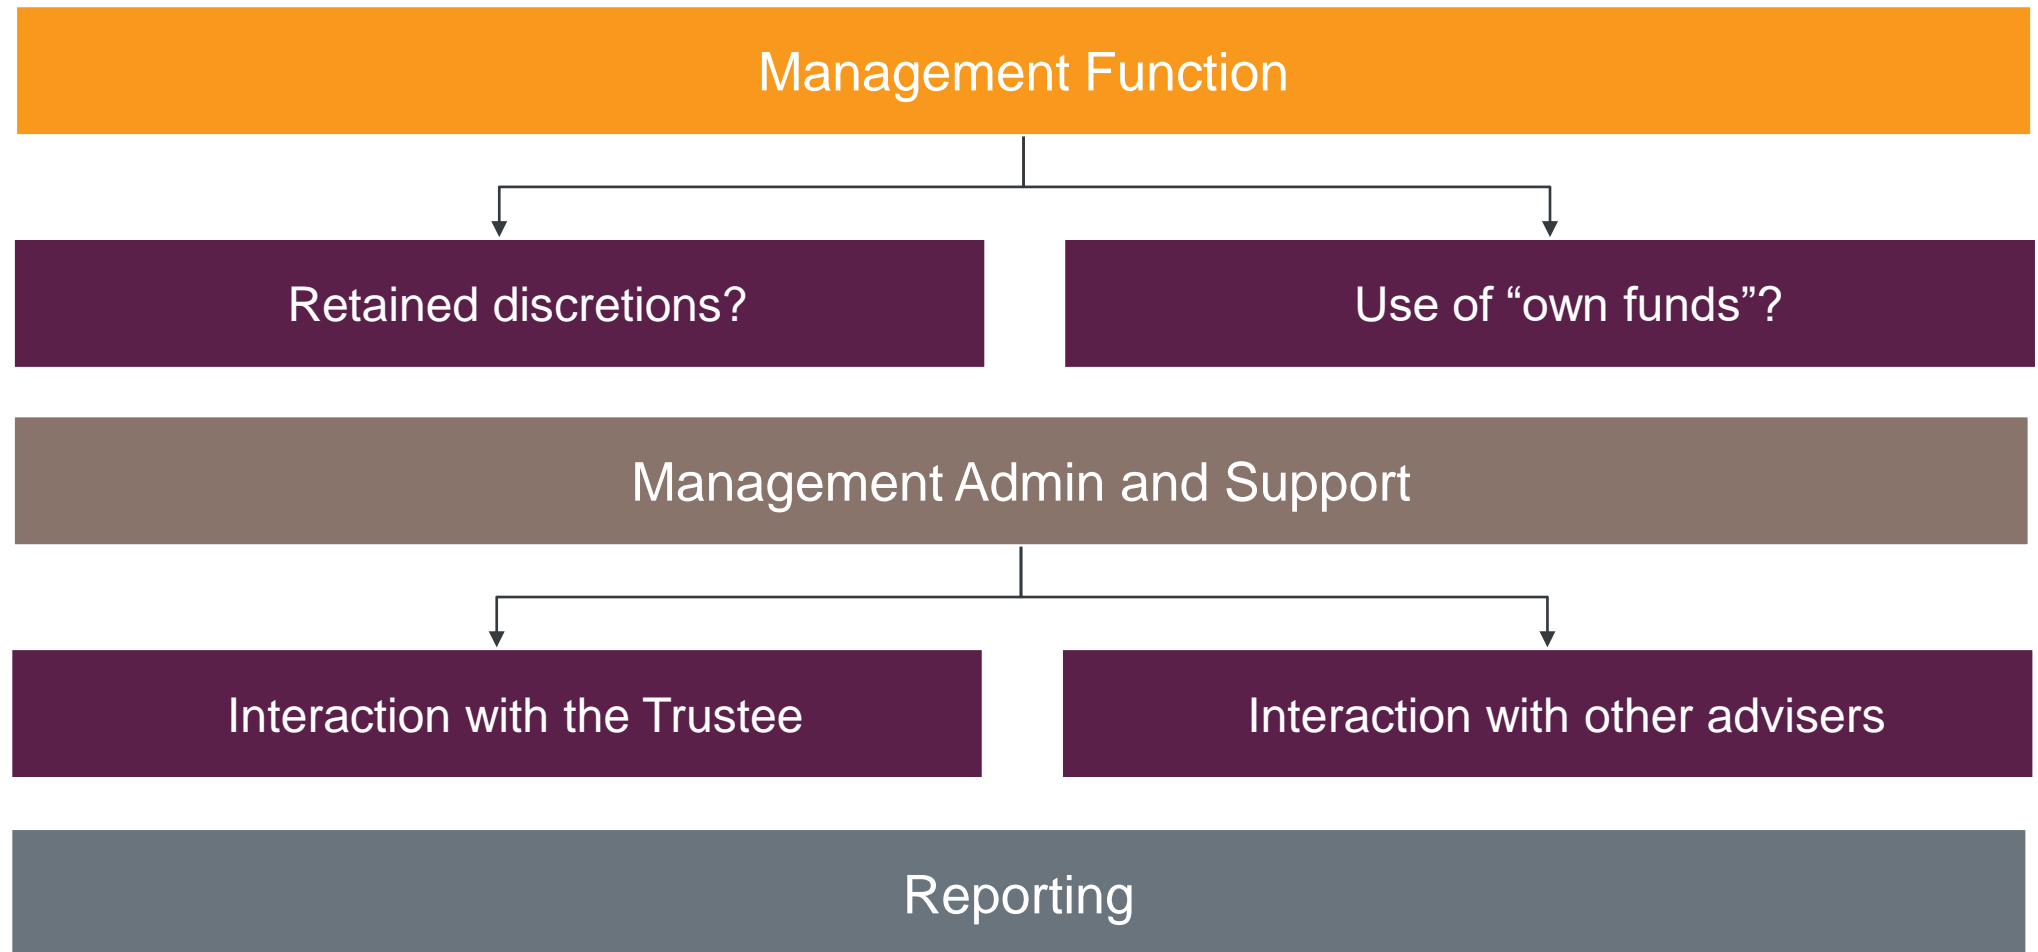 Management Function
Retained discretions?
Use of “own funds”?
Management Admin and Support
Interaction with the Trustee
Interaction with other advisers
Reporting